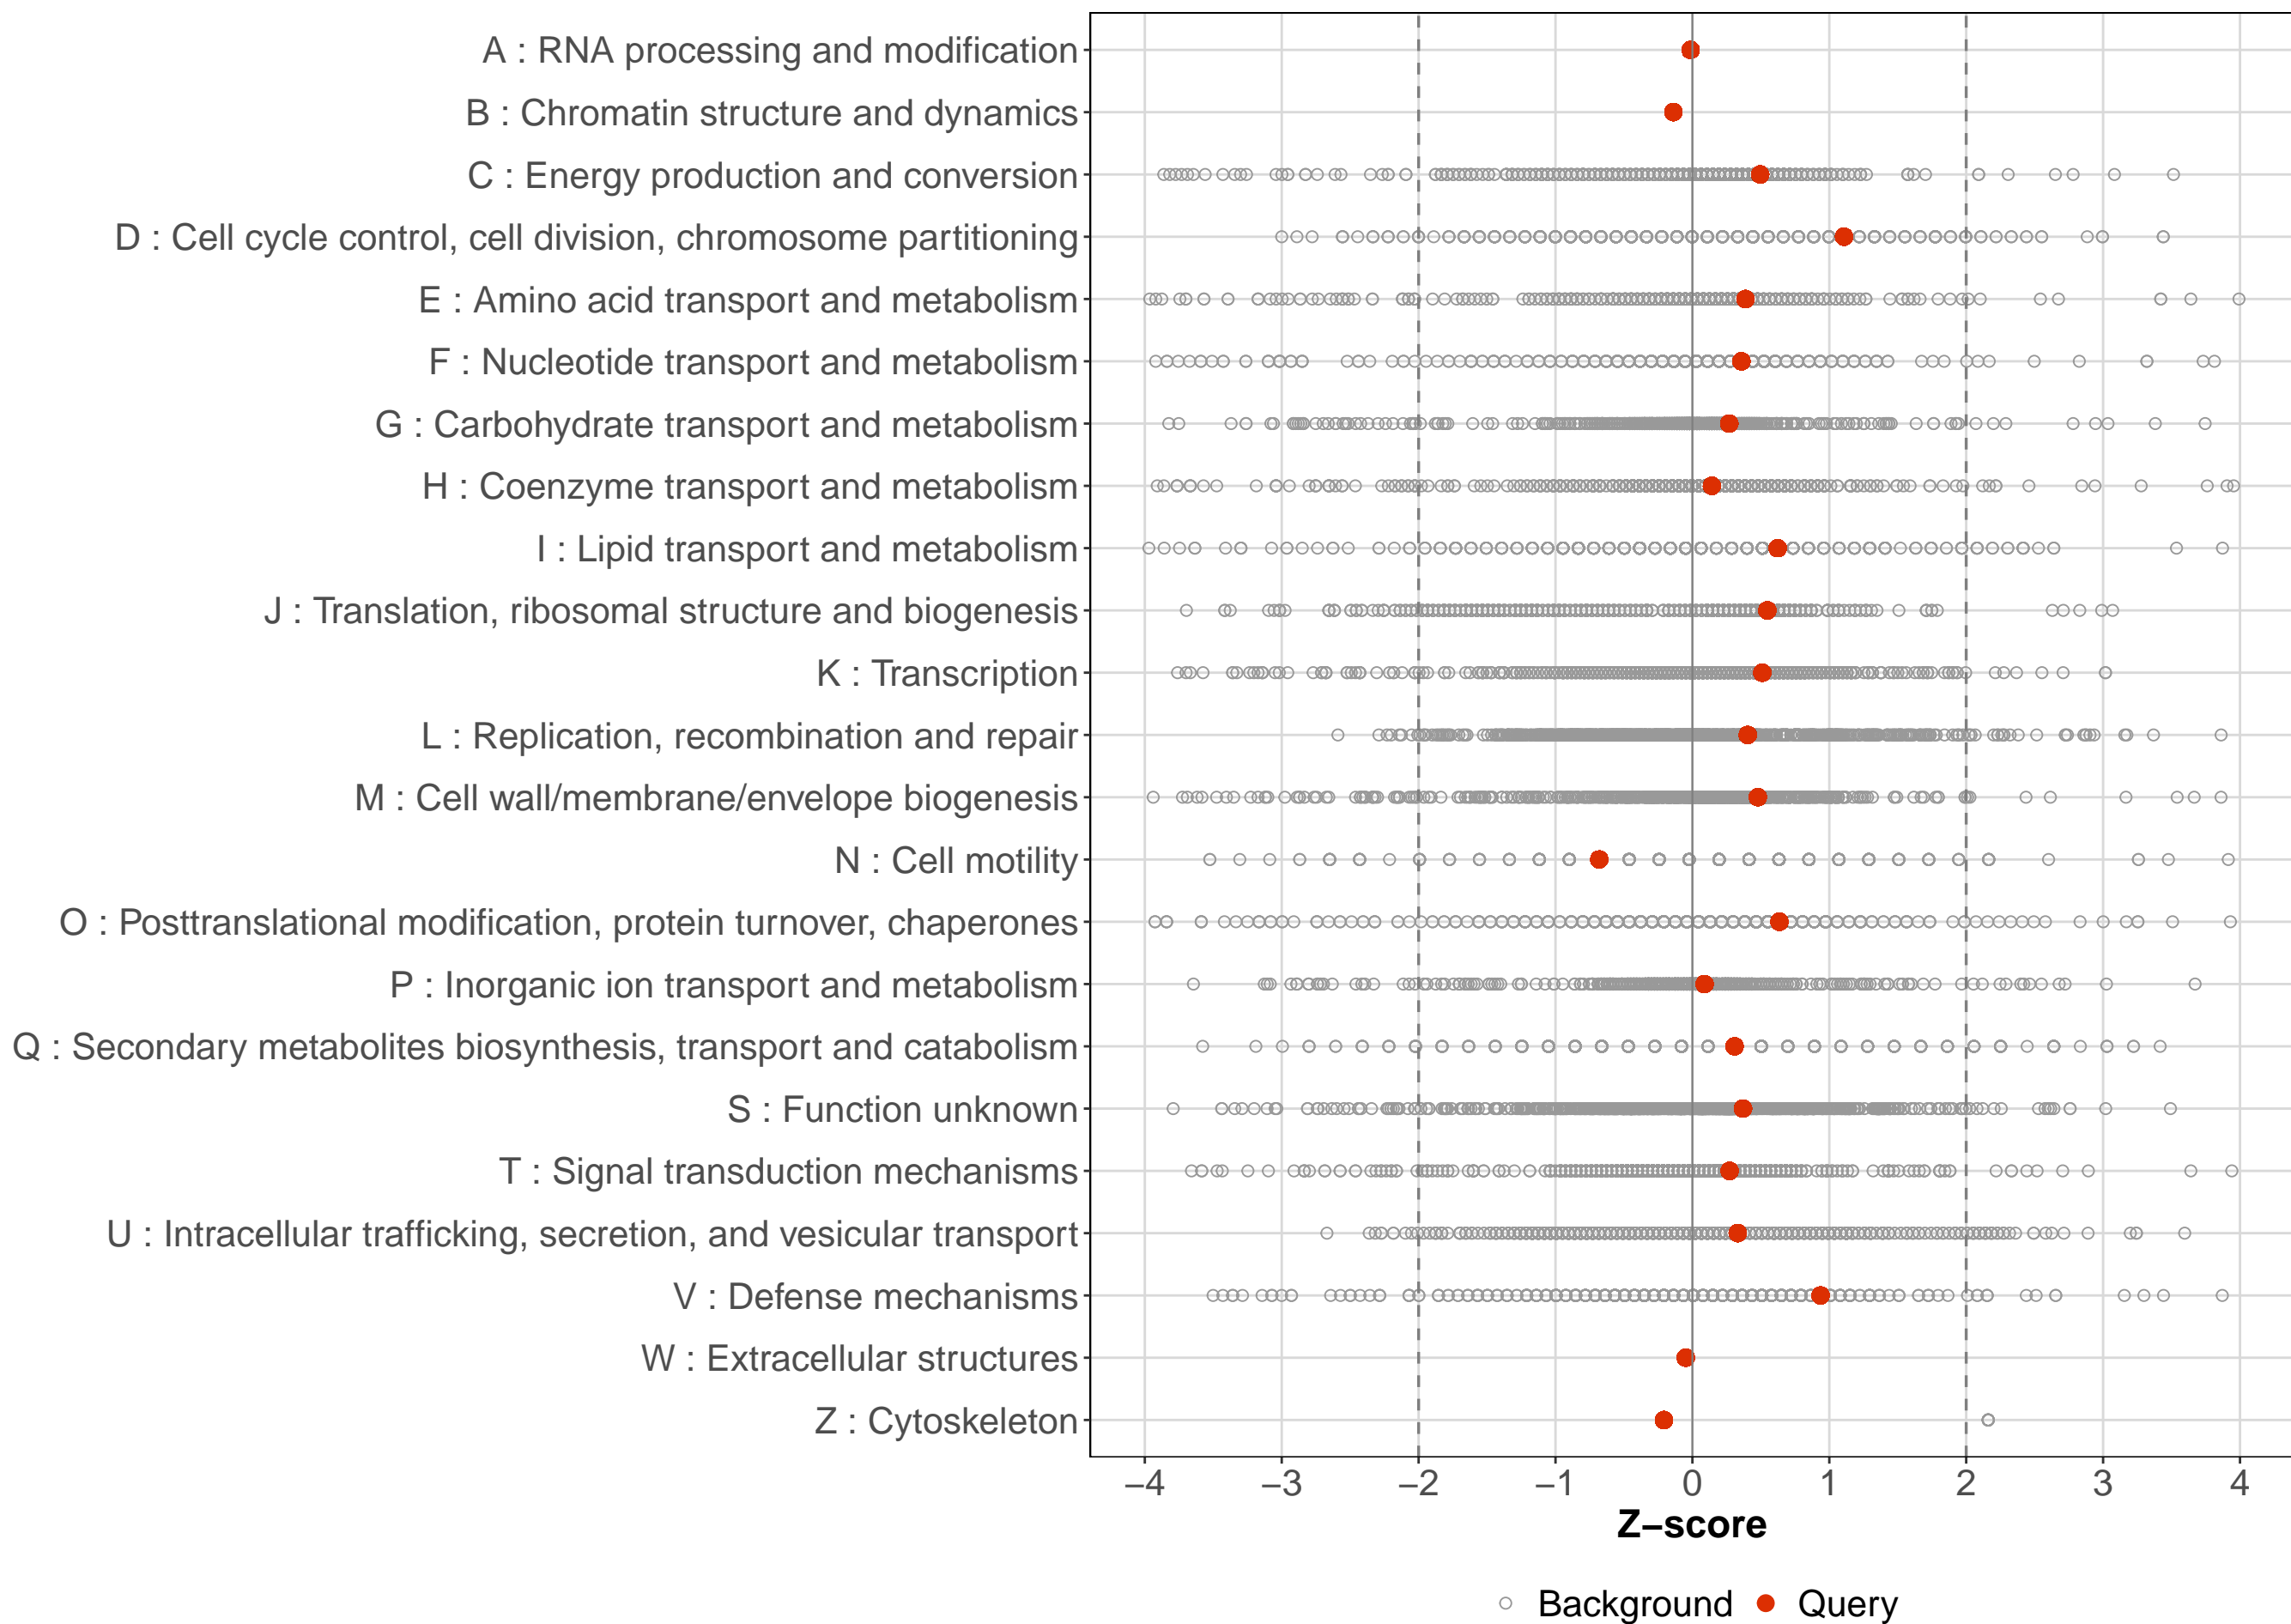 A : RNA processing and modification
B : Chromatin structure and dynamics
C : Energy production and conversion
D : Cell cycle control, cell division, chromosome partitioning
E : Amino acid transport and metabolism
F : Nucleotide transport and metabolism
G : Carbohydrate transport and metabolism
H : Coenzyme transport and metabolism
I : Lipid transport and metabolism
J : Translation, ribosomal structure and biogenesis
K : Transcription
L : Replication, recombination and repair
M : Cell wall/membrane/envelope biogenesis
N : Cell motility
O : Posttranslational modification, protein turnover, chaperones
P : Inorganic ion transport and metabolism
Q : Secondary metabolites biosynthesis, transport and catabolism
S : Function unknown
T : Signal transduction mechanisms
U : Intracellular trafficking, secretion, and vesicular transport
V : Defense mechanisms
W : Extracellular structures
Z : Cytoskeleton
−4 −3 −2 −1 0 1 2 3 4
Z−score
Background Query